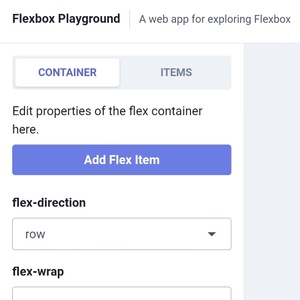 Flexbox Playground A web app for exploring Flexbox
CONTAINER ITEMS
Edit properties of the flex container
here.
Add Flex Item
flex-direction
row
flex-wrap